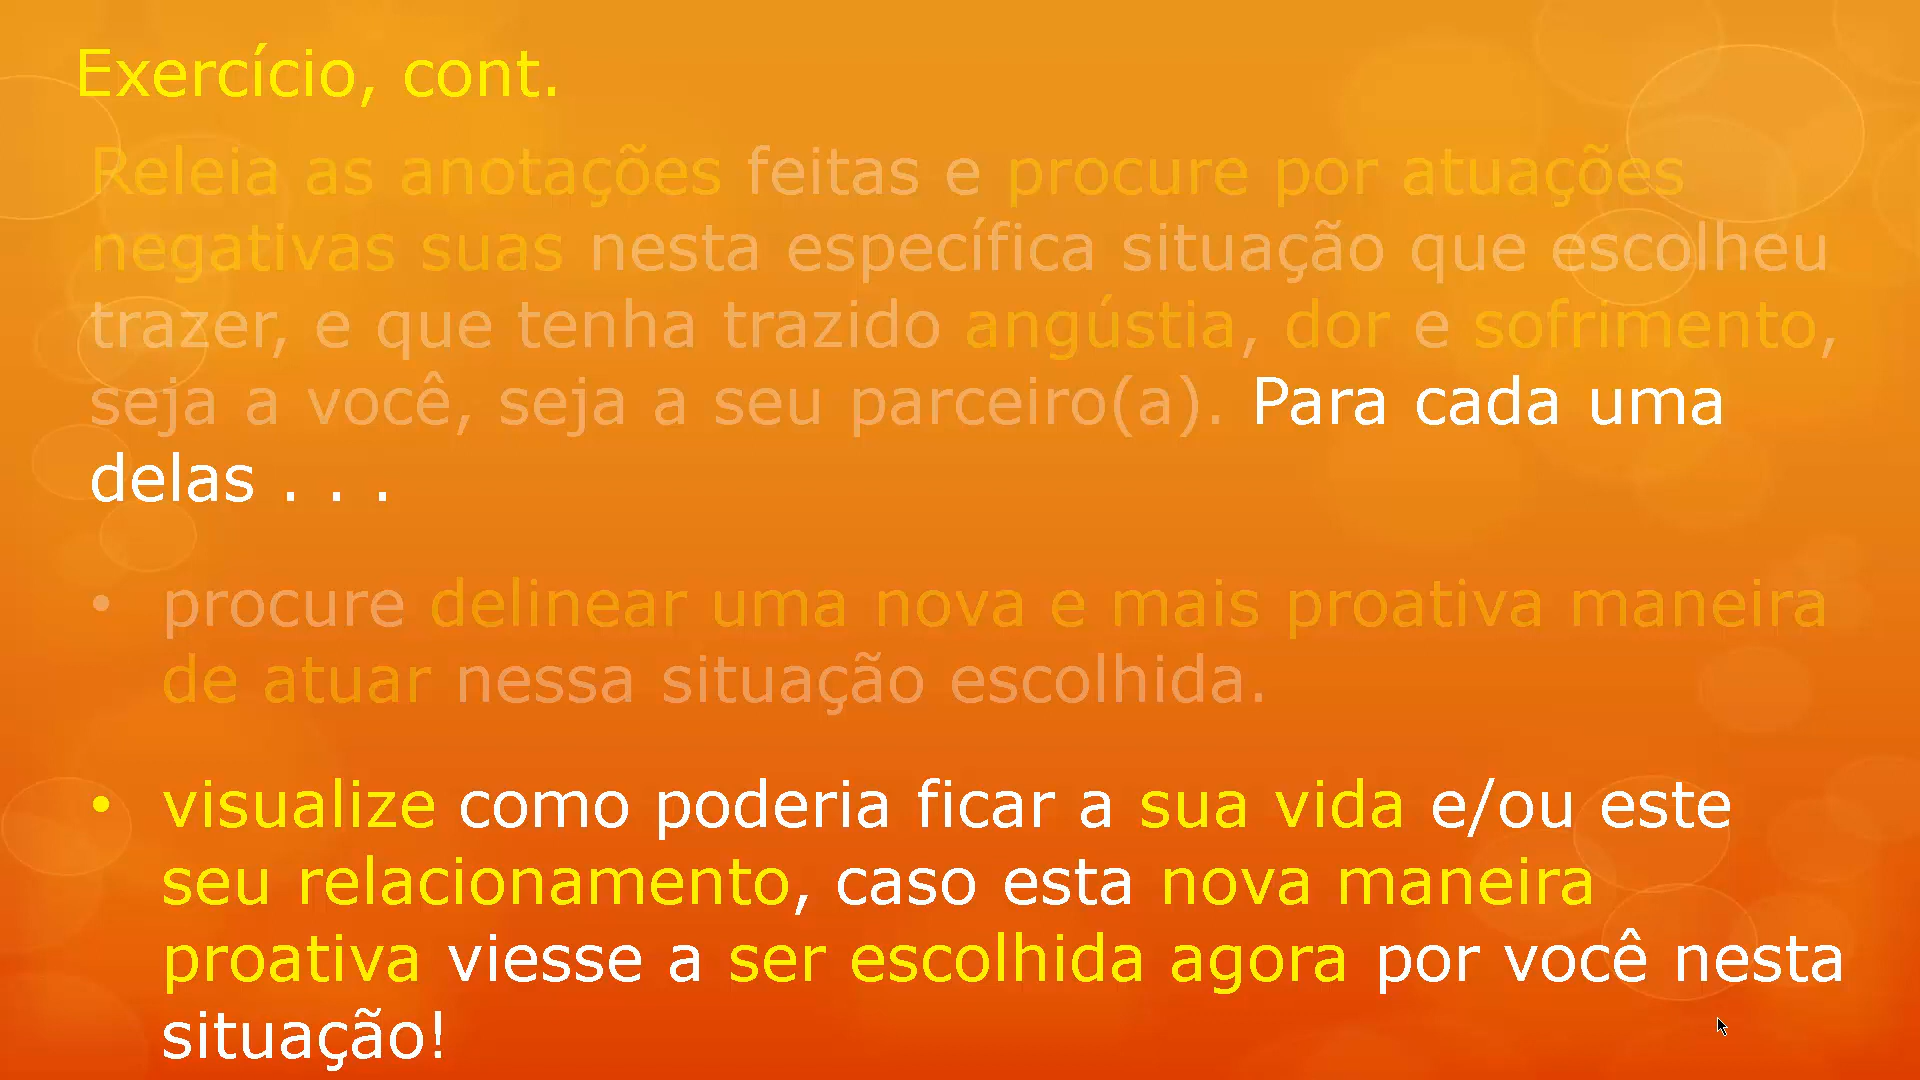 Exercício, cont.
Releia as anotações feitas e procure por atuações
negativas suas nesta específica situação que escolheu
trazer, e que tenha trazido angústia, dor e sofrimento,
seja a você, seja a seu parceiro(a). Para cada uma
delas . . .
• procure delinear uma nova e mais proativa maneira
de atuar nessa situação escolhida.
• visualize como poderia ficar a sua vida e/ou este
seu relacionamento, caso esta nova maneira
proativa viesse a ser escolhida agora por você nesta
situação!